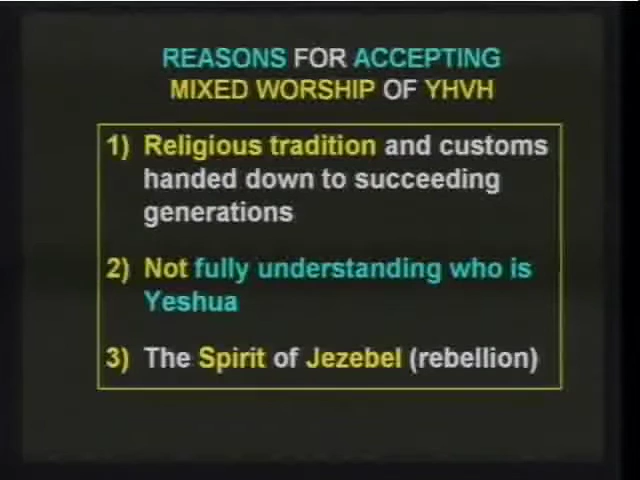 REASONS FOR ACCEPTING
MIXED WORSHIP OF YHVH
1) Religious tradition and customs
handed down to succeeding
generations
2) Not fully understanding who is
Yeshua
3) The Spirit of Jezebel (rebellion)